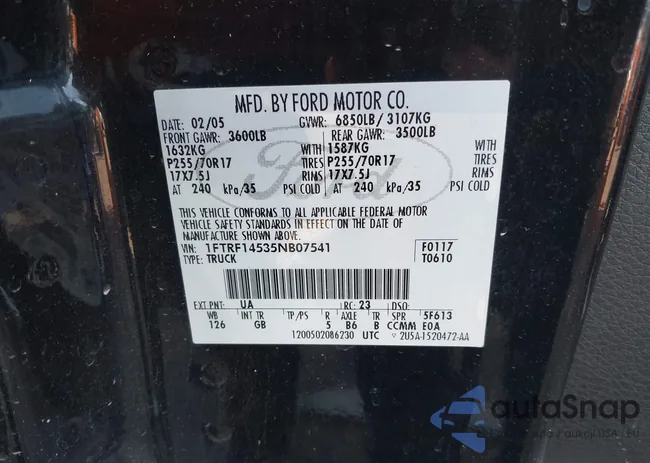 MFD. BY FORD MOTOR CO.
DATE: 02/05 GVWR: 6850LB/ 3107KG
FRONT GAWR: 3600LB REAR GAWR: 3500LB
1632KG WITH 1587KG WITH
P255/70R17 TIRES P255/70R17 TIRES
17X7.5J RIMS 17X7.5J RIMS
AT 240 kPa/35 PSI COLD AT 240 kPa/35 PSI COLD
THIS VEHICLE CONFORMS TO ALL APPLICABLE FEDERAL MOTOR
VEHICLE SAFETY STANDARDS IN EFFECT ON THE DATE OF
MANUFACTURE SHOWN ABOVE.
VIN: 1FTRF14535NB07541 F0117
TYPE: TRUCK T0610
EXT PNT: UA RC: 23 DSO:
WB INT TR TP/PS R AXLE TR SPR 5F613
126 GB 5 B6 B CCMM E0A
1200502086230 UTC 2U5A-1520472-AA
Ford
autoSnap
aukcji USA i EU